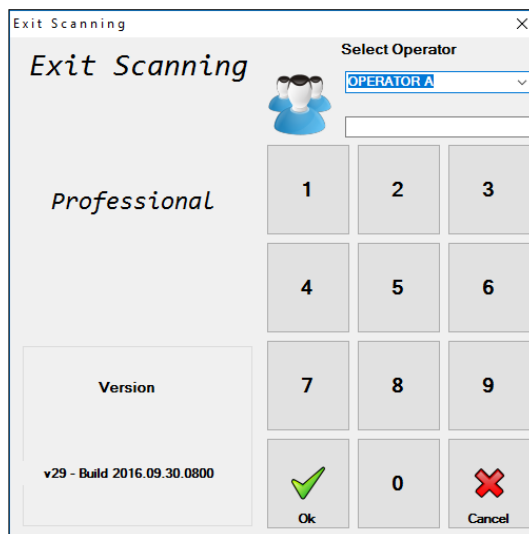 Exit Scanning
Exit Scanning
Professional
Version
v29 - Build 2016.09.30.0800
Select Operator
OPERATOR A
1 2 3
4 5 6
7 8 9
Ok 0 Cancel